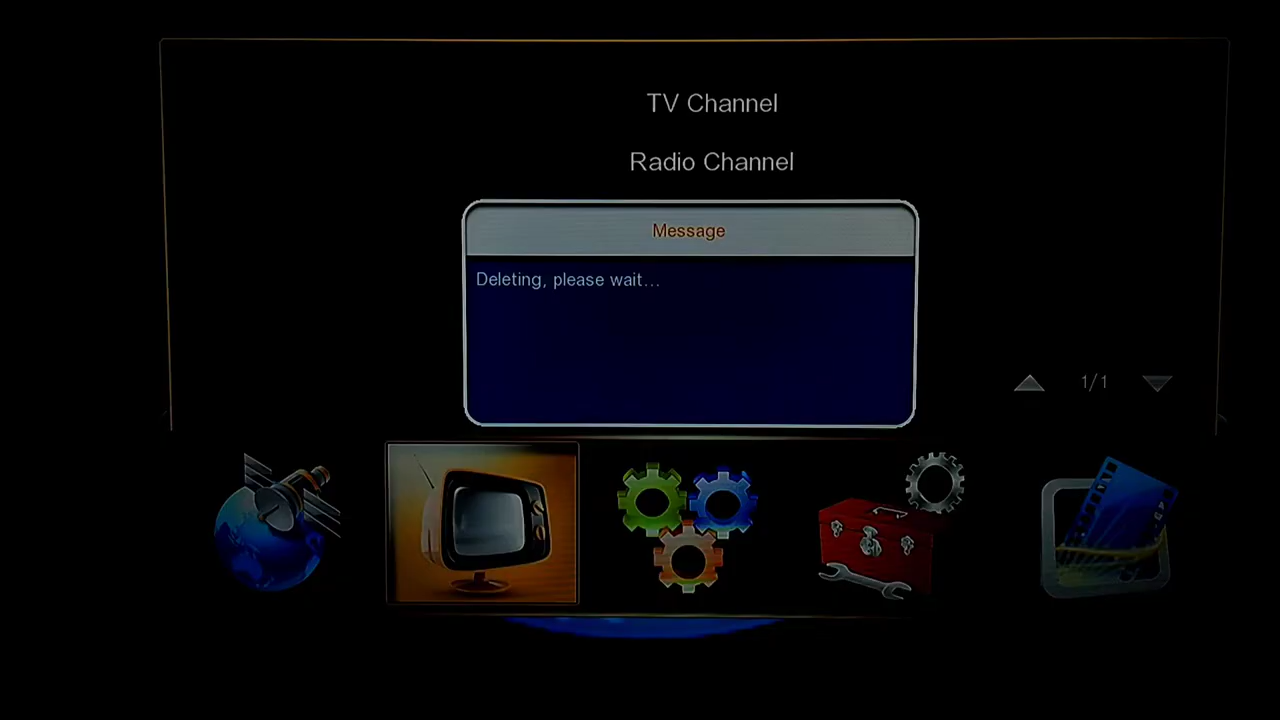 TV Channel
Radio Channel
Message
Deleting, please wait...
1/1